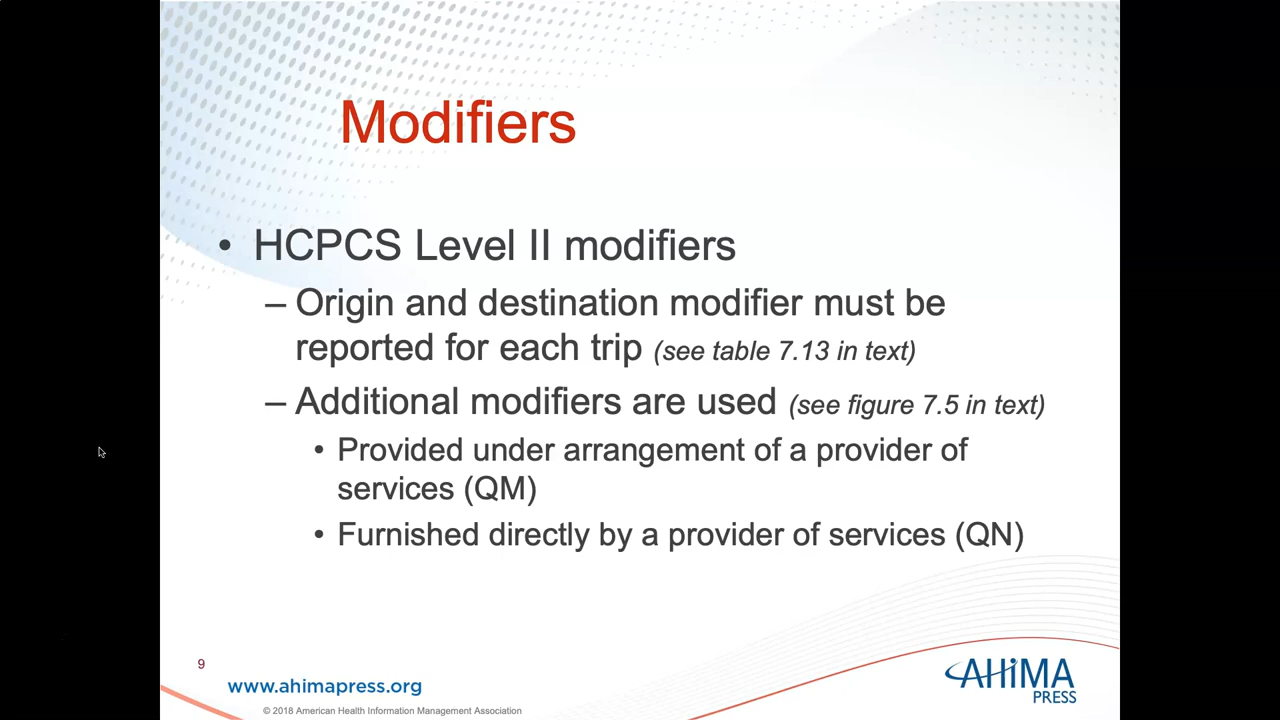 Modifiers
• HCPCS Level II modifiers
– Origin and destination modifier must be
reported for each trip (see table 7.13 in text)
– Additional modifiers are used (see figure 7.5 in text)
• Provided under arrangement of a provider of
services (QM)
• Furnished directly by a provider of services (QN)
9
www.ahimapress.org
© 2018 American Health Information Management Association
AHiMA
PRESS